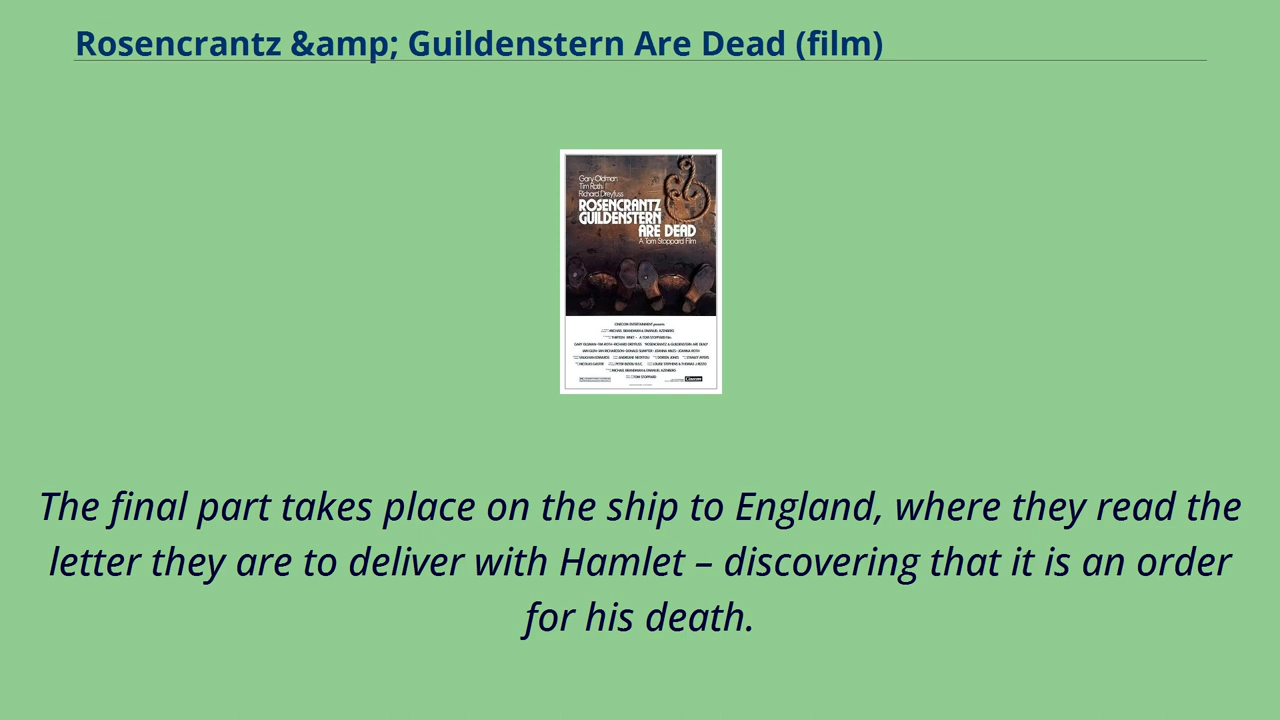 Rosencrantz &amp; Guildenstern Are Dead (film)
Gary Oldman
Tim Roth
Richard Dreyfuss
ROSENCRANTZ
GUILDENSTERN
ARE DEAD
A Tom Stoppard Film
The final part takes place on the ship to England, where they read the
letter they are to deliver with Hamlet – discovering that it is an order
for his death.